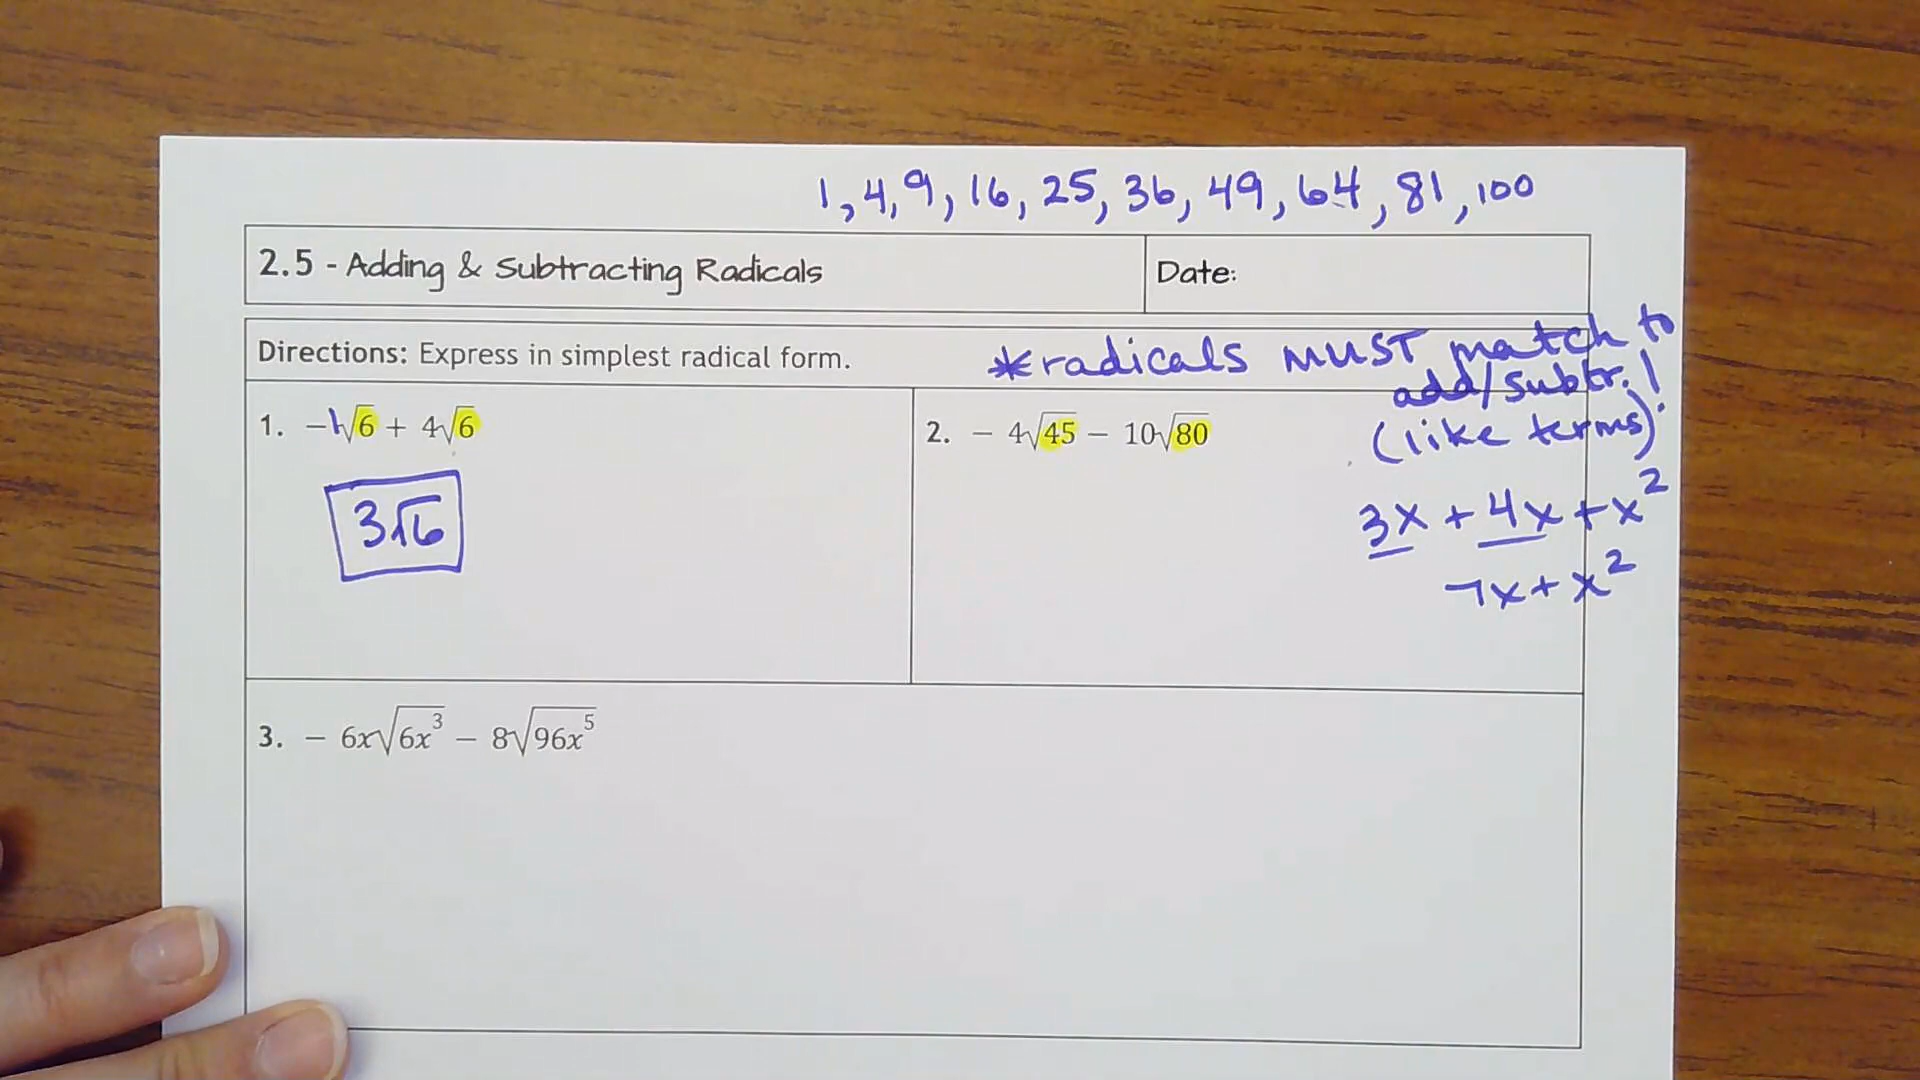 1, 4, 9, 16, 25, 36, 49, 64, 81, 100
2.5 - Adding & Subtracting Radicals
Date:
Directions: Express in simplest radical form.
*radicals MUST match to
add/subtr.!
(like terms)
1. -1√6 + 4√6
3√6
2. - 4√45 - 10√80
3x + 4x + x²
7x + x²
3. - 6x√6x³ - 8√96x⁵